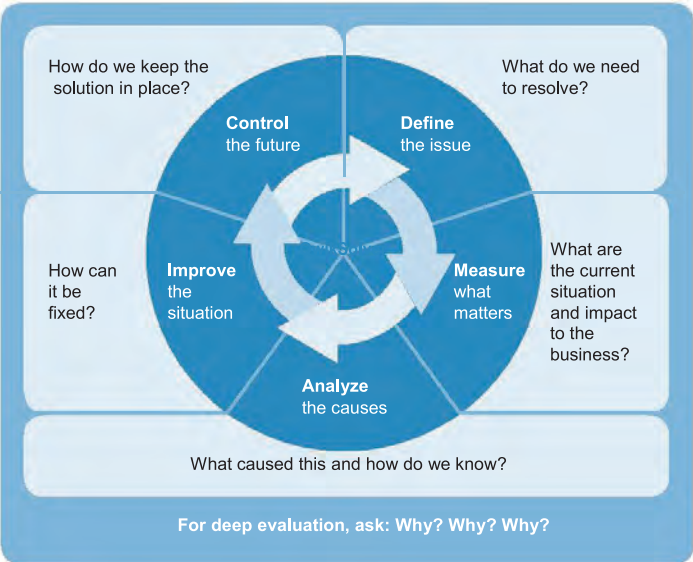 How do we keep the
solution in place?
What do we need
to resolve?
Control
the future
Define
the issue
How can
it be
fixed?
Improve
the
situation
Measure
what
matters
What are
the current
situation
and impact
to the
business?
Analyze
the causes
What caused this and how do we know?
For deep evaluation, ask: Why? Why? Why?